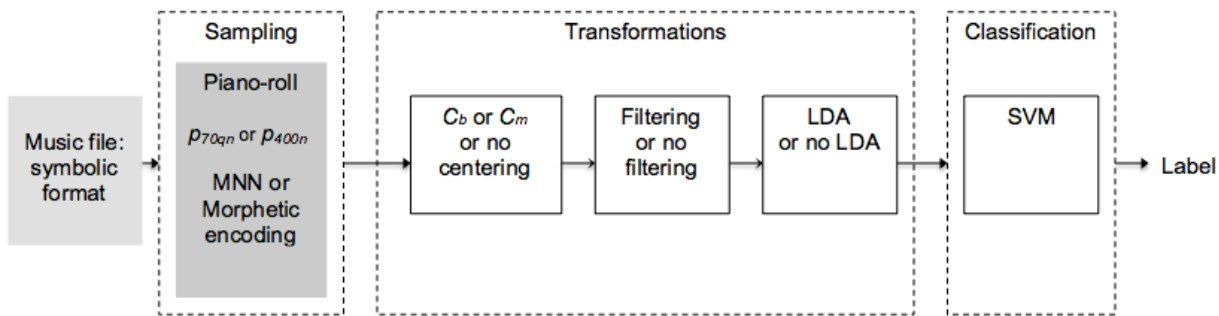 Music file:
symbolic
format
Sampling
Piano-roll
p70qn or p400n
MNN or
Morphetic
encoding
Transformations
Cb or Cm
or no
centering
Filtering
or no
filtering
LDA
or no LDA
Classification
SVM
Label